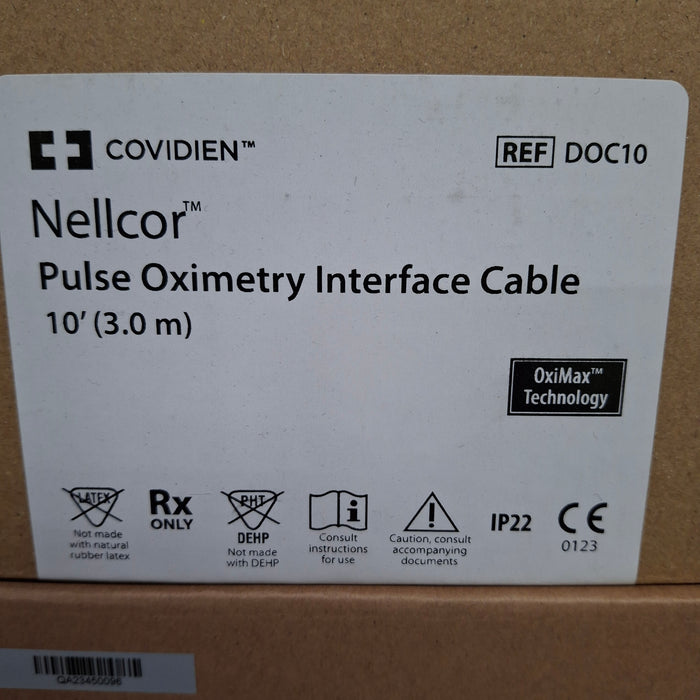 COVIDIEN™
REF DOC10
Nellcor™
Pulse Oximetry Interface Cable
10' (3.0 m)
OxiMax™
Technology
LATEX
Not made
with natural
rubber latex
Rx
ONLY
PHT
DEHP
Not made
with DEHP
i
Consult
instructions
for use
!
Caution, consult
accompanying
documents
IP22
CE
0123
QA23450096